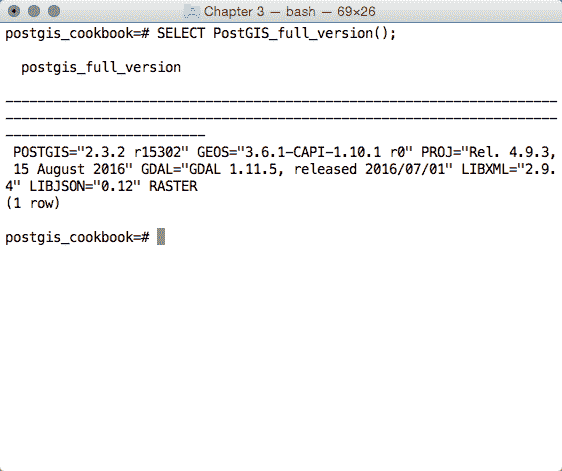 Chapter 3 — bash — 69×26
postgis_cookbook=# SELECT PostGIS_full_version();
postgis_full_version
---------------------------------------------------------------------
---------------------------------------------------------------------
-------------------------
POSTGIS="2.3.2 r15302" GEOS="3.6.1-CAPI-1.10.1 r0" PROJ="Rel. 4.9.3,
15 August 2016" GDAL="GDAL 1.11.5, released 2016/07/01" LIBXML="2.9.
4" LIBJSON="0.12" RASTER
(1 row)
postgis_cookbook=#